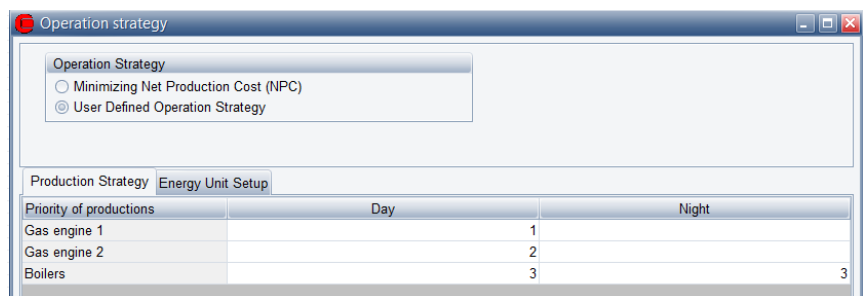 Operation strategy
Operation Strategy
Minimizing Net Production Cost (NPC)
User Defined Operation Strategy
Production Strategy Energy Unit Setup
Priority of productions Day Night
Gas engine 1 1
Gas engine 2 2
Boilers 3 3